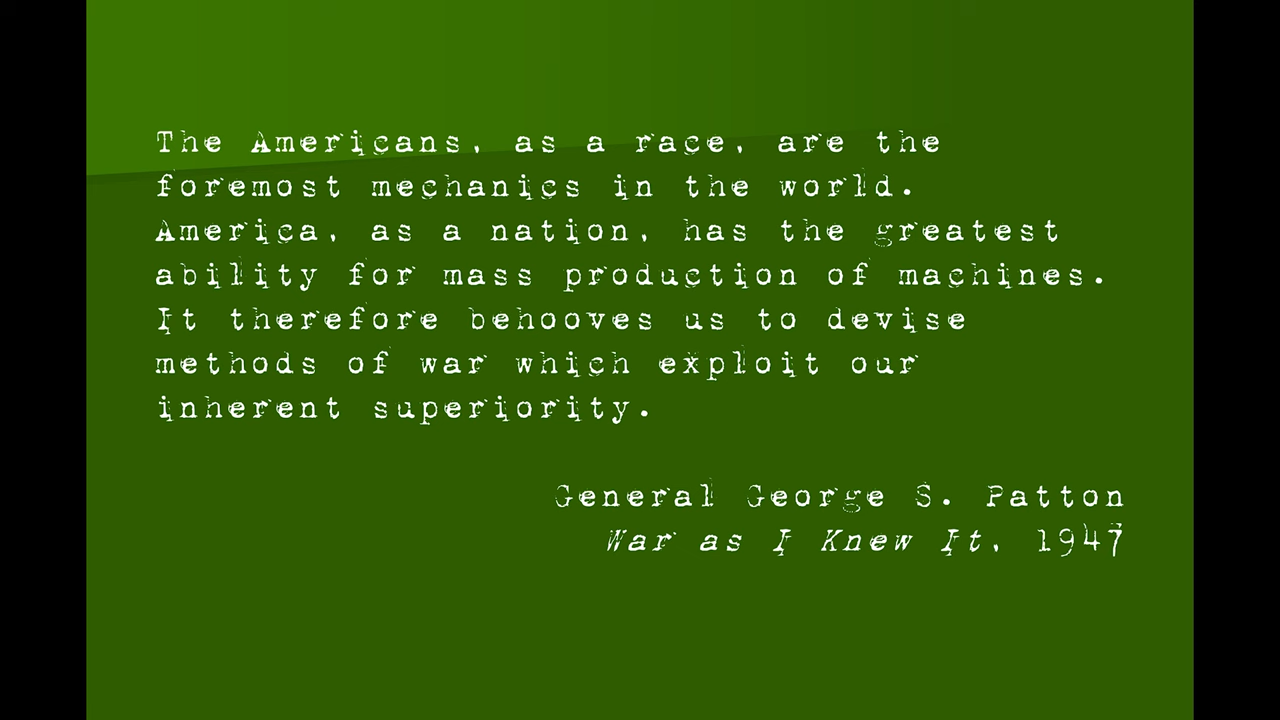 The Americans, as a race, are the
foremost mechanics in the world.
America, as a nation, has the greatest
ability for mass production of machines.
It therefore behooves us to devise
methods of war which exploit our
inherent superiority.
General George S. Patton
War as I Knew It, 1947